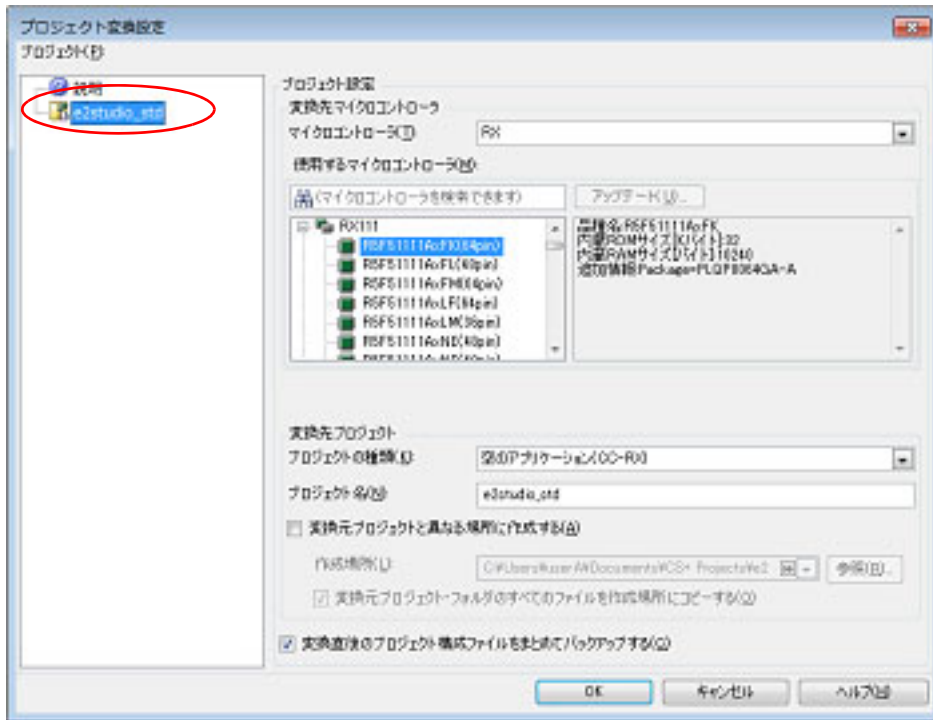 プロジェクト変換設定
プロジェクト(P)
説明
e2studio_std
プロジェクト設定
変換先マイクロコントローラ
マイクロコントローラ(T)
RX
使用するマイクロコントローラ(M):
(マイクロコントローラを検索できます)
アップデート(U)...
RX111
R5F51111AxFK(64pin)
R5F51111AxFL(48pin)
R5F51111AxFM(64pin)
R5F51111AxLF(64pin)
R5F51111AxLM(36pin)
R5F51111AxND(40pin)
品種名:R5F51111AxFK
内蔵ROMサイズ[Kバイト]:32
内蔵RAMサイズ[バイト]:10240
追加情報:Package=PLQP0064GA-A
変換先プロジェクト
プロジェクトの種類(K):
空のアプリケーション(CC-RX)
プロジェクト名(N):
e2studio_std
変換元プロジェクトと異なる場所に作成する(A)
作成場所(L):
C:¥Users¥userA¥Documents¥CS+ Projects¥e2
参照(R)...
変換元プロジェクト・フォルダのすべてのファイルを作成場所にコピーする(O)
変換直後のプロジェクト構成ファイルをまとめてバックアップする(C)
OK
キャンセル
ヘルプ(H)